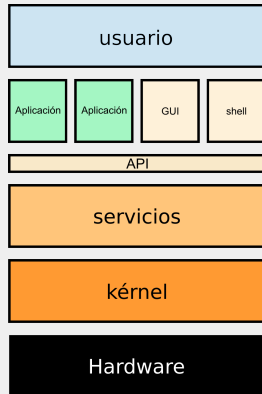 usuario
Aplicación Aplicación GUI shell
API
servicios
kérnel
Hardware